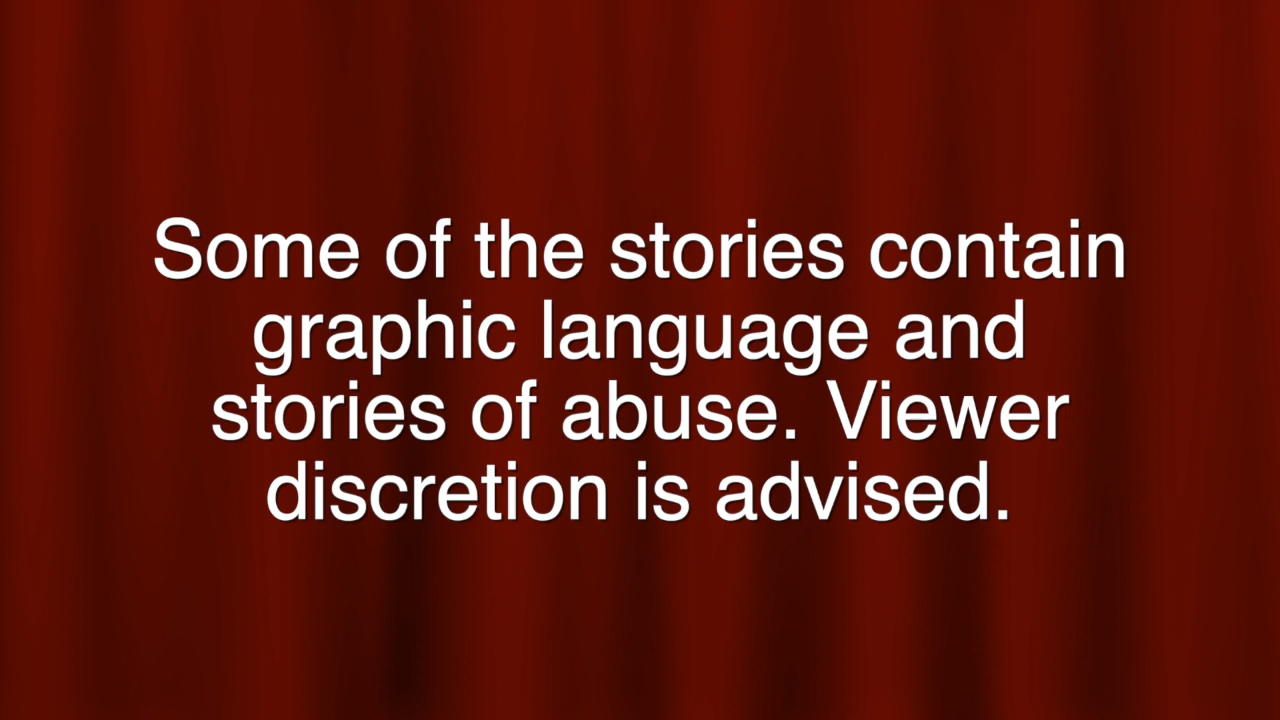 Some of the stories contain
graphic language and
stories of abuse. Viewer
discretion is advised.